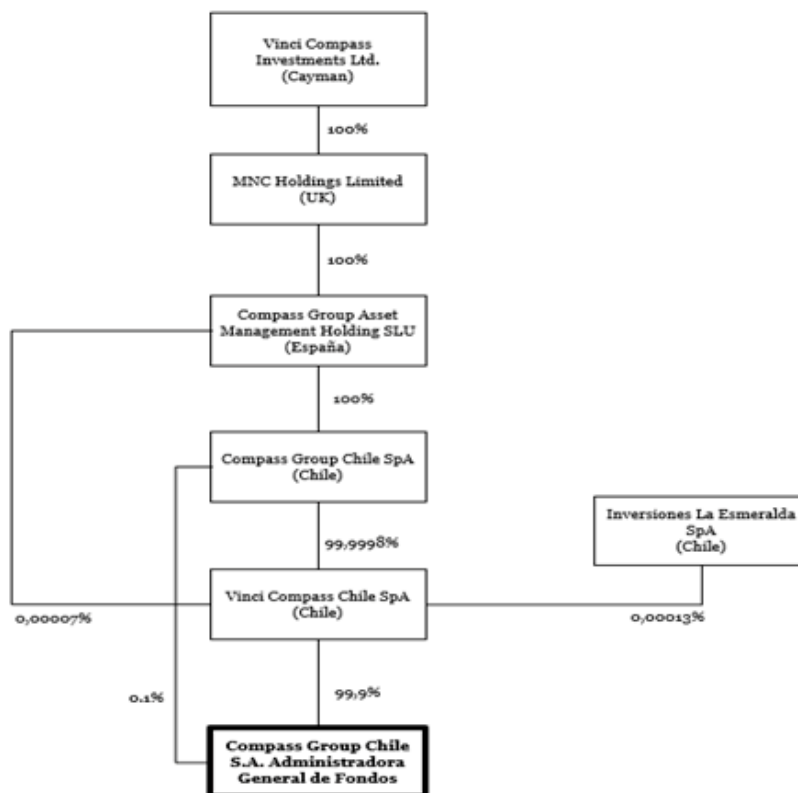 Vinci Compass
Investments Ltd.
(Cayman)
100%
MNC Holdings Limited
(UK)
100%
Compass Group Asset
Management Holding SLU
(España)
100%
Compass Group Chile SpA
(Chile)
Inversiones La Esmeralda
SpA
(Chile)
99,9998%
Vinci Compass Chile SpA
(Chile)
0,00007%
0,00013%
0.1%
99,9%
Compass Group Chile
S.A. Administradora
General de Fondos